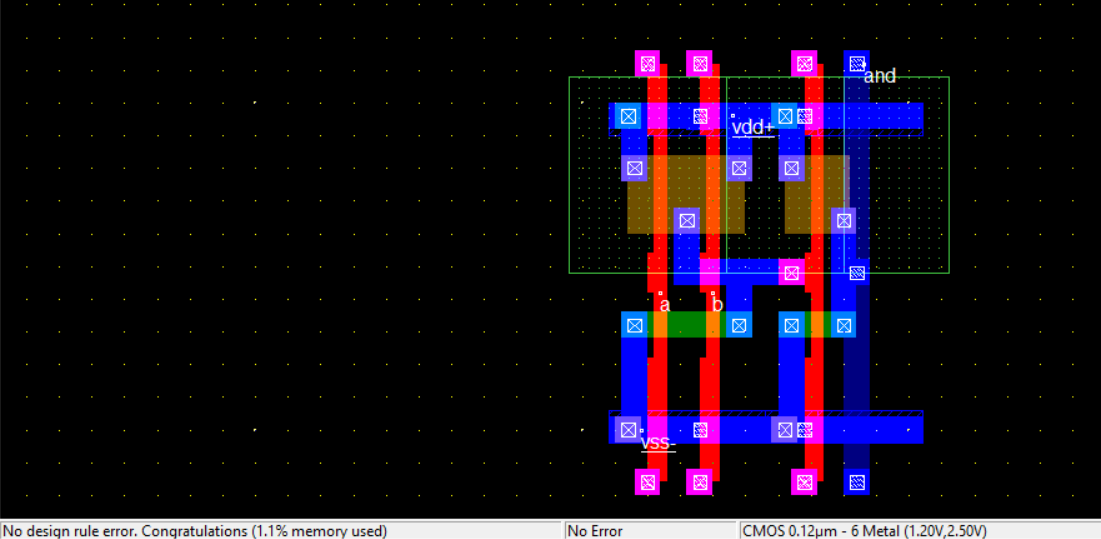 and
vdd+
a
b
vss-
No design rule error. Congratulations (1.1% memory used)
No Error
CMOS 0.12µm - 6 Metal (1.20V,2.50V)